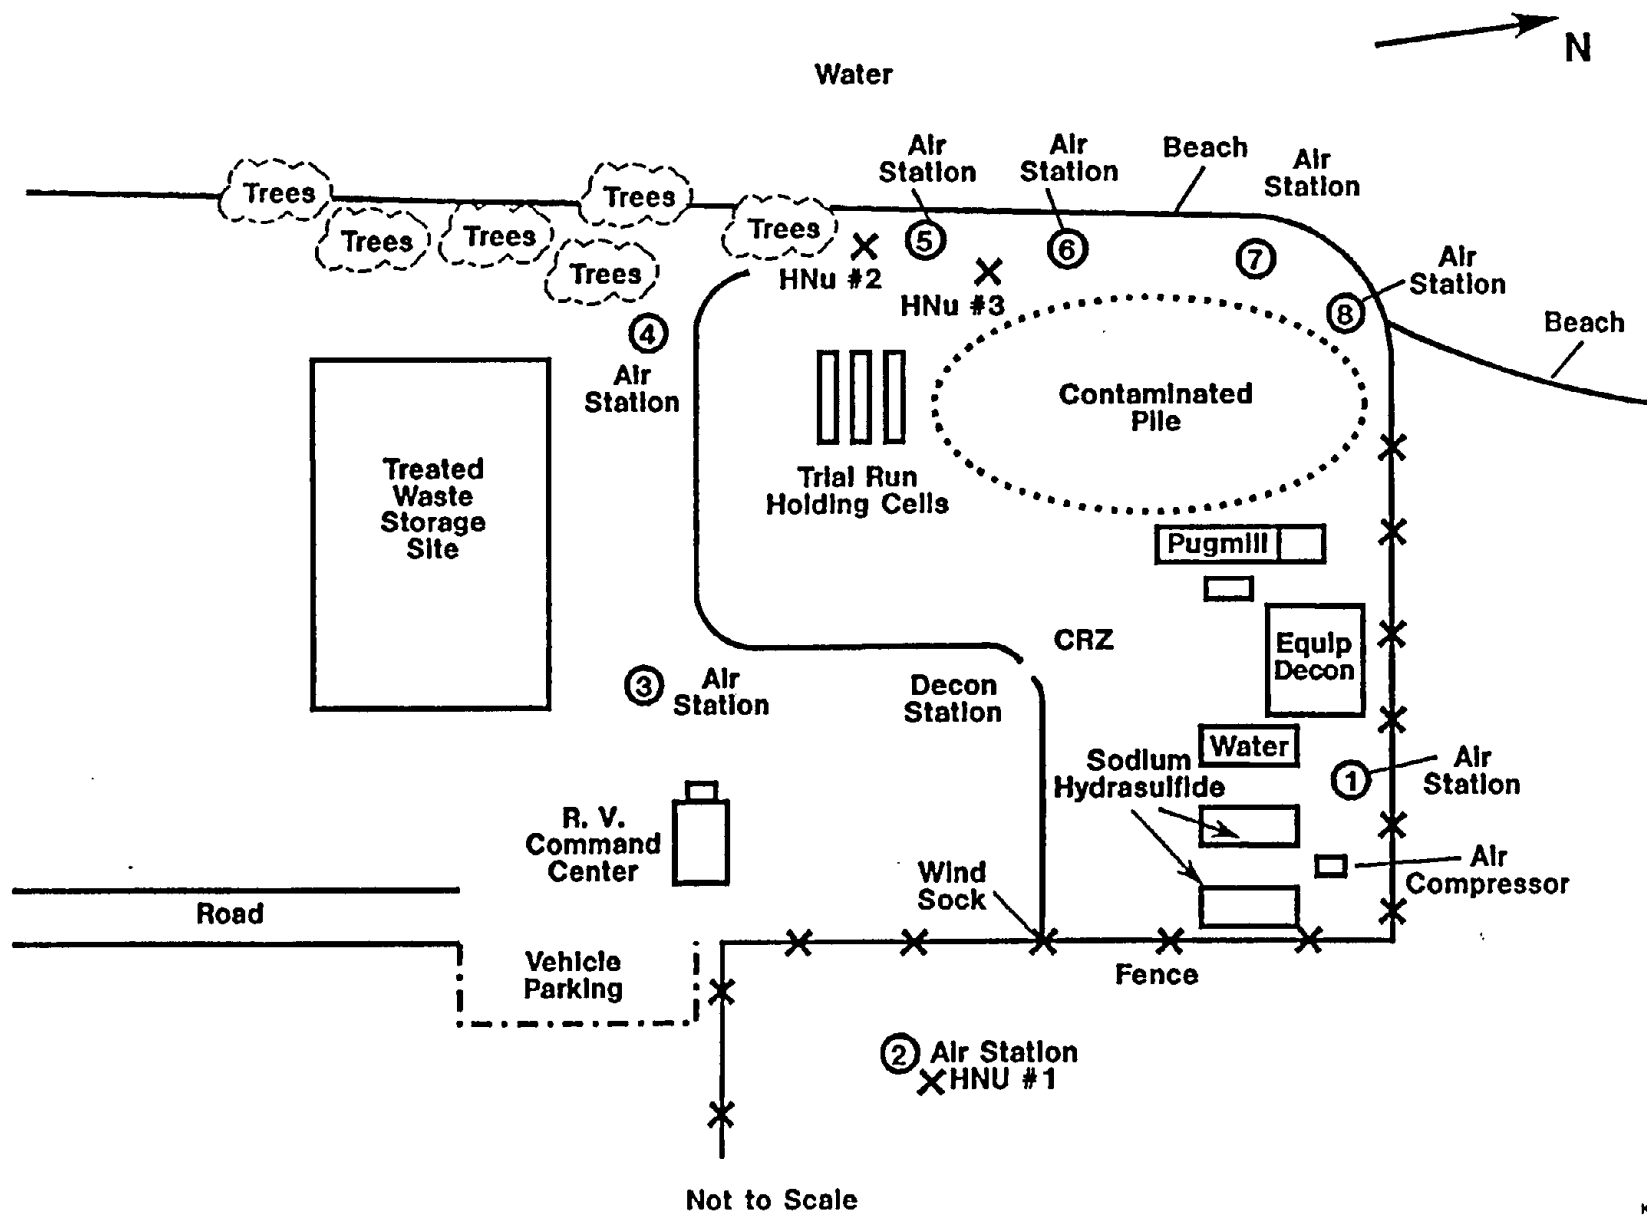 N
Water
Air
Station
Air
Station
Beach
Air
Station
Trees
Trees
Trees
Trees
Trees
Trees
5
6
7
HNu #2
HNu #3
Air
Station
8
Beach
4
Air
Station
Contaminated
Pile
Treated
Waste
Storage
Site
Trial Run
Holding Cells
Pugmill
CRZ
Equip
Decon
3
Air
Station
Decon
Station
Water
Sodium
Hydrasulfide
1
Air
Station
R. V.
Command
Center
Wind
Sock
Air
Compressor
Road
Vehicle
Parking
Fence
2
Air Station
HNU #1
Not to Scale